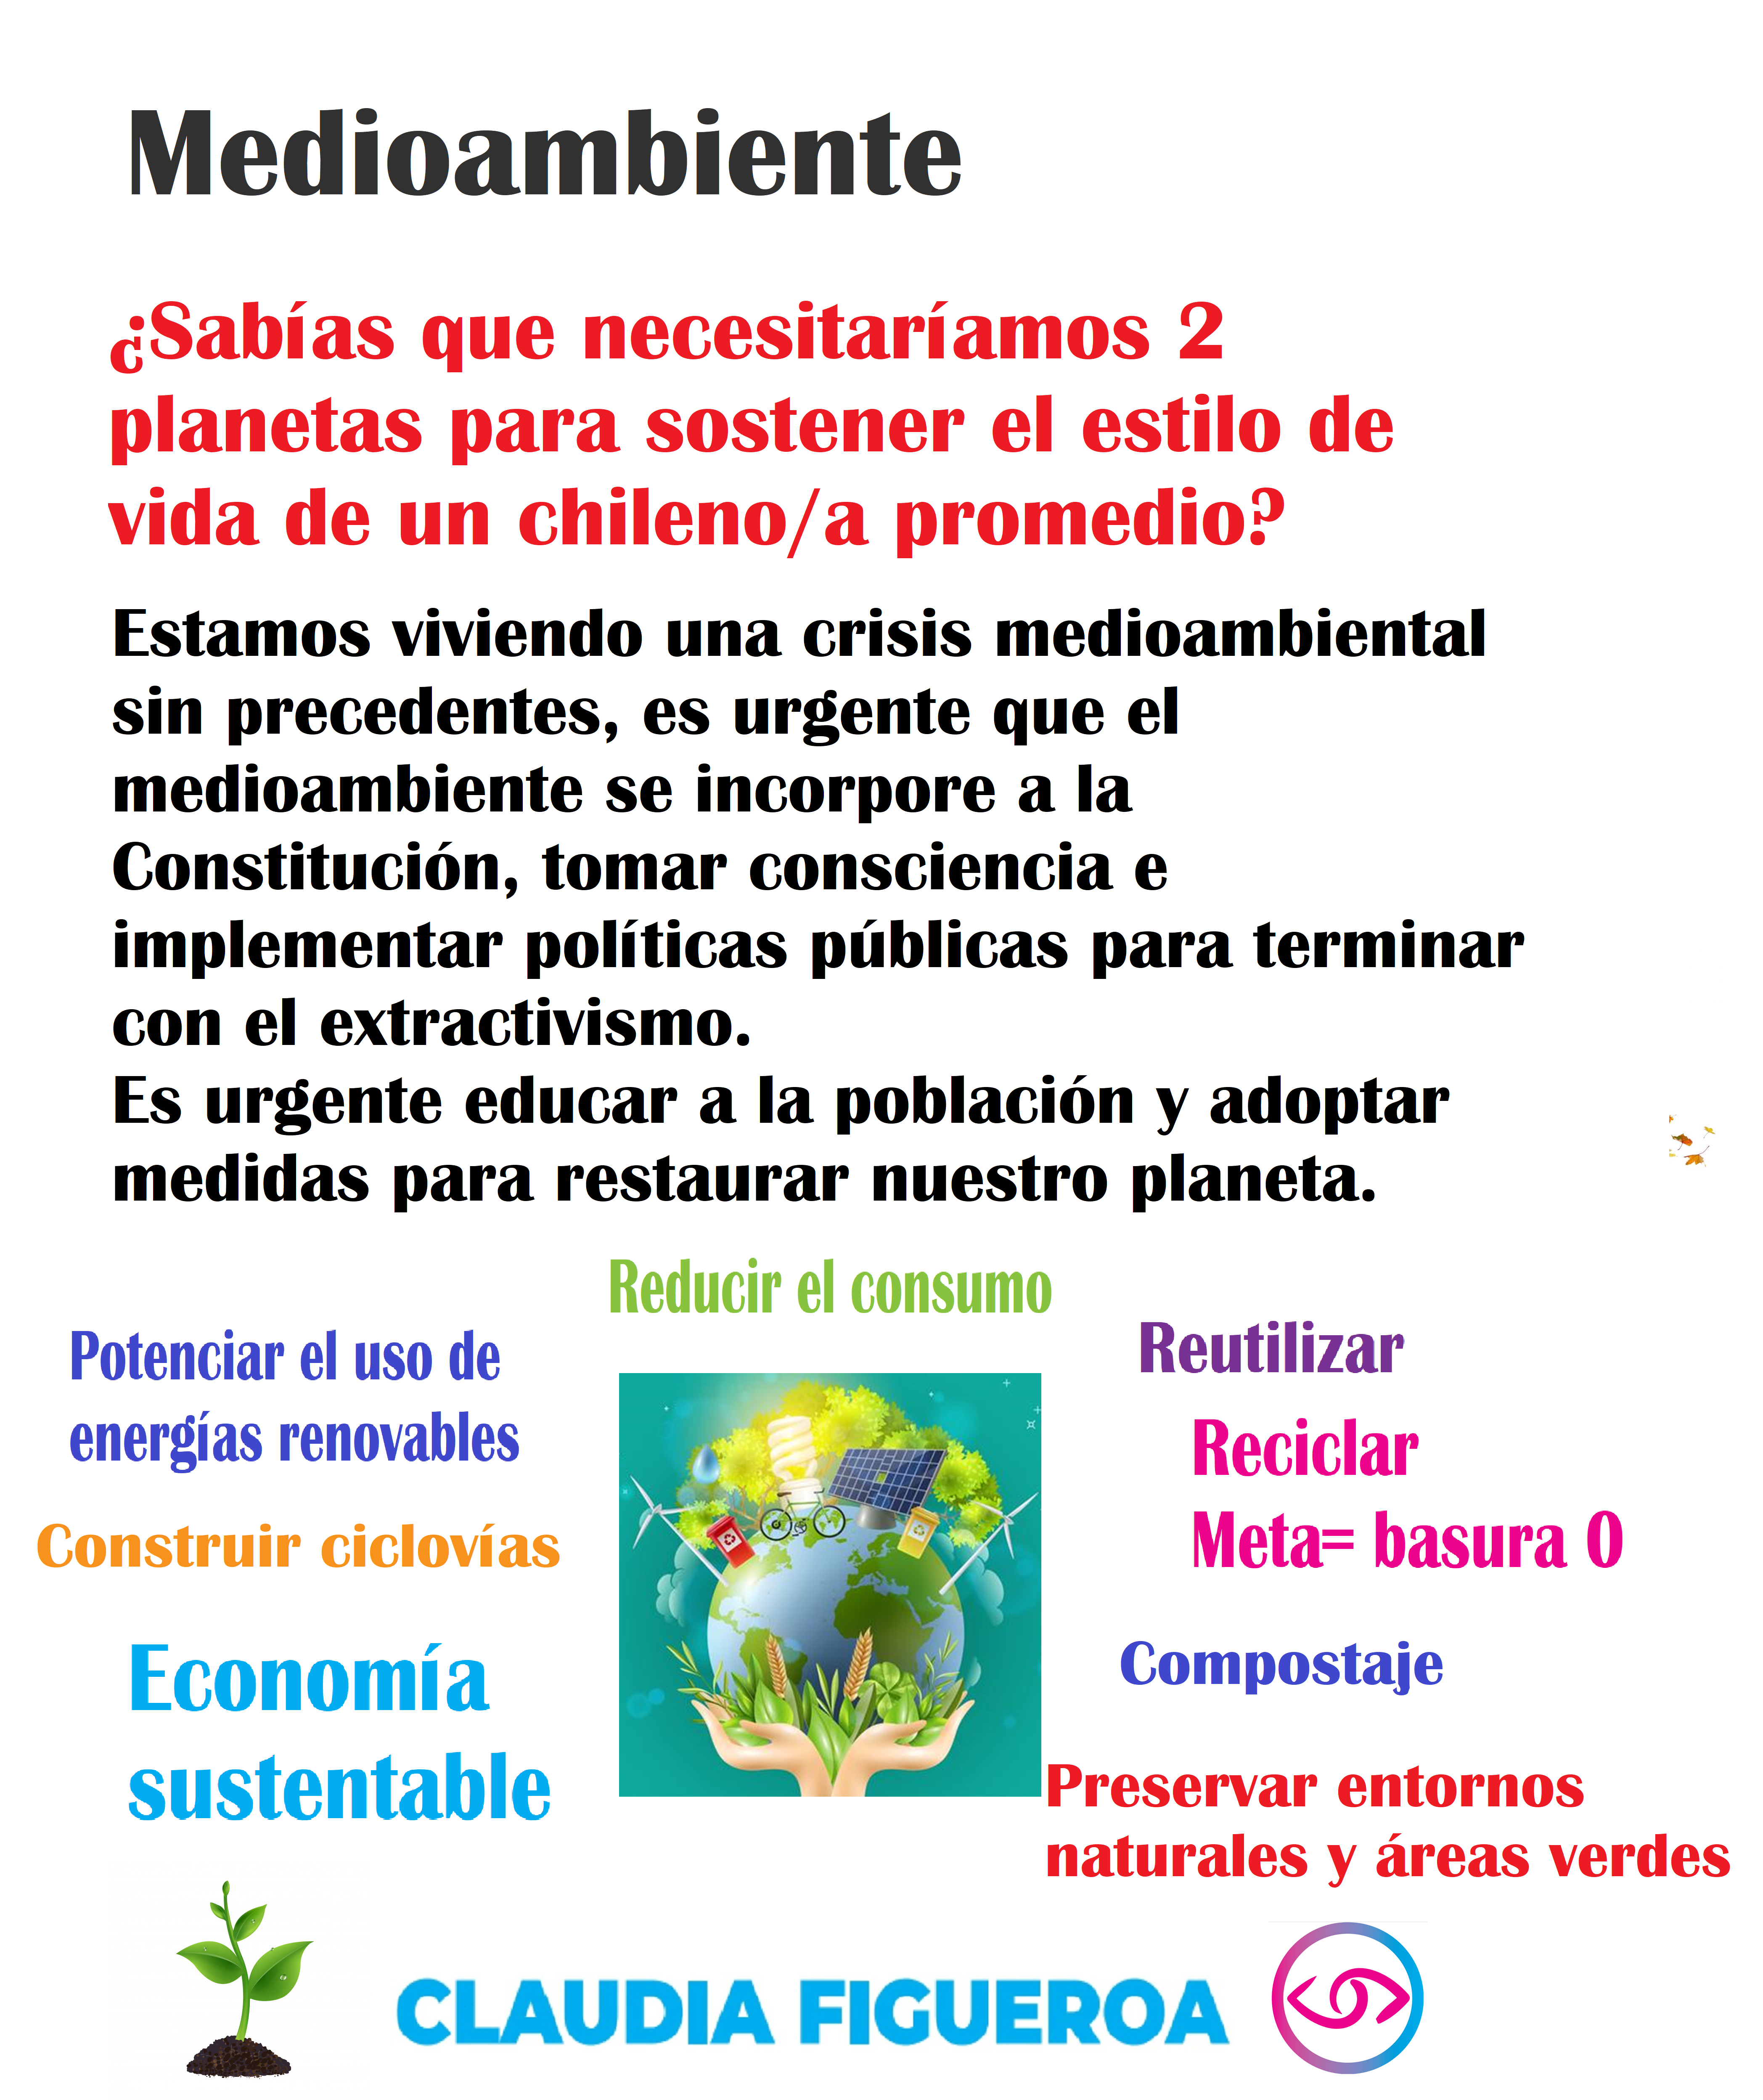 Medioambiente
¿Sabías que necesitaríamos 2
planetas para sostener el estilo de
vida de un chileno/a promedio?
Estamos viviendo una crisis medioambiental
sin precedentes, es urgente que el
medioambiente se incorpore a la
Constitución, tomar consciencia e
implementar políticas públicas para terminar
con el extractivismo.
Es urgente educar a la población y adoptar
medidas para restaurar nuestro planeta.
Reducir el consumo
Potenciar el uso de
energías renovables
Construir ciclovías
Economía
sustentable
Reutilizar
Reciclar
Meta= basura 0
Compostaje
Preservar entornos
naturales y áreas verdes
CLAUDIA FIGUEROA